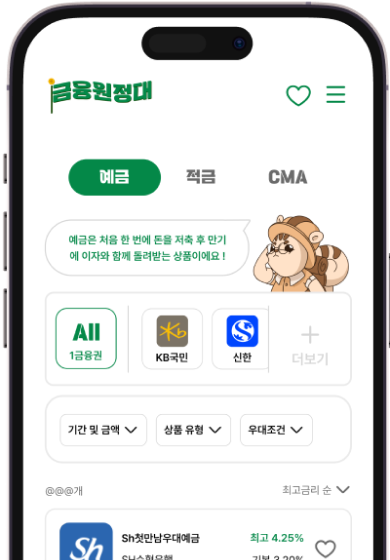 금융원정대
예금 적금 CMA
예금은 처음 한 번에 돈을 저축 후 만기
에 이자와 함께 돌려받는 상품이에요 !
All
1금융권
KB국민
신한
더보기
기간 및 금액
상품 유형
우대조건
@@@개
최고금리 순
Sh
Sh첫만남우대예금
최고 4.25%
SH수협은행
기본 3.20%